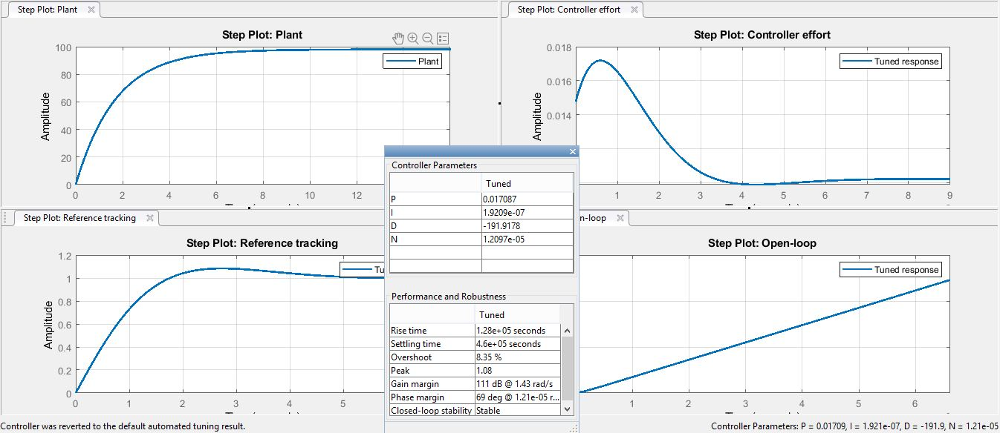 Step Plot: Plant
Step Plot: Controller effort
Step Plot: Plant
100
80
60
40
20
0
Amplitude
Plant
0 2 4 6 8 10 12
Step Plot: Controller effort
0.018
0.016
0.014
Amplitude
Tuned response
1 2 3 4 5 6 7 8 9
Controller Parameters
Tuned
P 0.017087
I 1.9209e-07
D -191.9178
N 1.2097e-05
Step Plot: Reference tracking
Step Plot: Reference tracking
1.2
1
0.8
0.6
0.4
0.2
0
Amplitude
Tu
0 1 2 3 4 5
Performance and Robustness
Tuned
Rise time 1.28e+05 seconds
Settling time 4.6e+05 seconds
Overshoot 8.35 %
Peak 1.08
Gain margin 111 dB @ 1.43 rad/s
Phase margin 69 deg @ 1.21e-05 r...
Closed-loop stability Stable
n-loop
Step Plot: Open-loop
Tuned response
1 2 3 4 5 6
Controller was reverted to the default automated tuning result.
Controller Parameters: P = 0.01709, I = 1.921e-07, D = -191.9, N = 1.21e-05